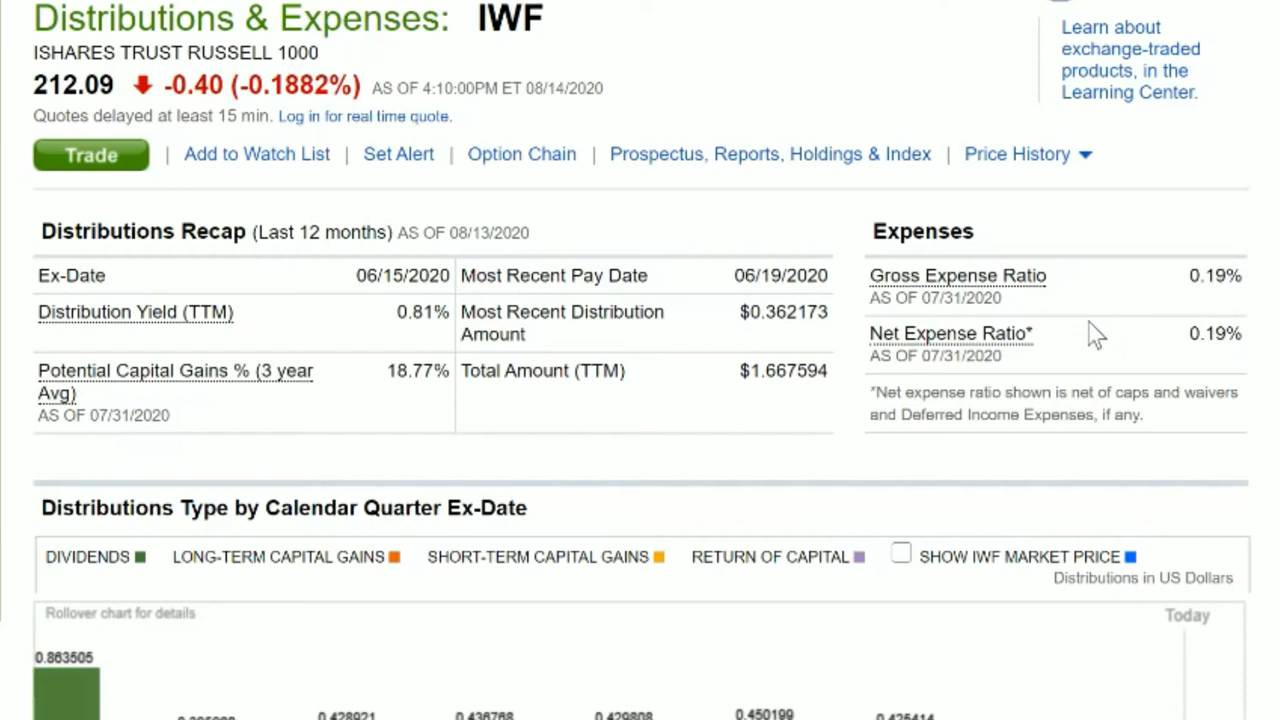 Distributions & Expenses: IWF
ISHARES TRUST RUSSELL 1000
212.09 -0.40 (-0.1882%) AS OF 4:10:00PM ET 08/14/2020
Quotes delayed at least 15 min. Log in for real time quote.
Learn about
exchange-traded
products, in the
Learning Center.
Trade | Add to Watch List | Set Alert | Option Chain | Prospectus, Reports, Holdings & Index | Price History
Distributions Recap (Last 12 months) AS OF 08/13/2020
Ex-Date 06/15/2020 Most Recent Pay Date 06/19/2020
Distribution Yield (TTM) 0.81% Most Recent Distribution $0.362173
Amount
Potential Capital Gains % (3 year 18.77% Total Amount (TTM) $1.667594
Avg)
AS OF 07/31/2020
Expenses
Gross Expense Ratio 0.19%
AS OF 07/31/2020
Net Expense Ratio* 0.19%
AS OF 07/31/2020
*Net expense ratio shown is net of caps and waivers
and Deferred Income Expenses, if any.
Distributions Type by Calendar Quarter Ex-Date
DIVIDENDS LONG-TERM CAPITAL GAINS SHORT-TERM CAPITAL GAINS RETURN OF CAPITAL SHOW IWF MARKET PRICE
Distributions in US Dollars
Rollover chart for details
Today
0.863505
0.428921 0.436768 0.429808 0.450199 0.425414